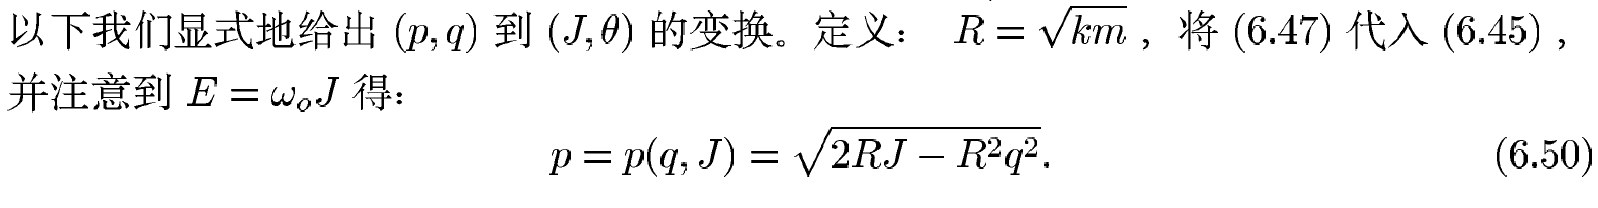 以下我们显式地给出 (p,q) 到 (J,θ) 的变换。定义： R = √km ，将 (6.47) 代入 (6.45) ，
并注意到 E = ωₒJ 得：
p = p(q, J) = √2RJ − R²q². (6.50)